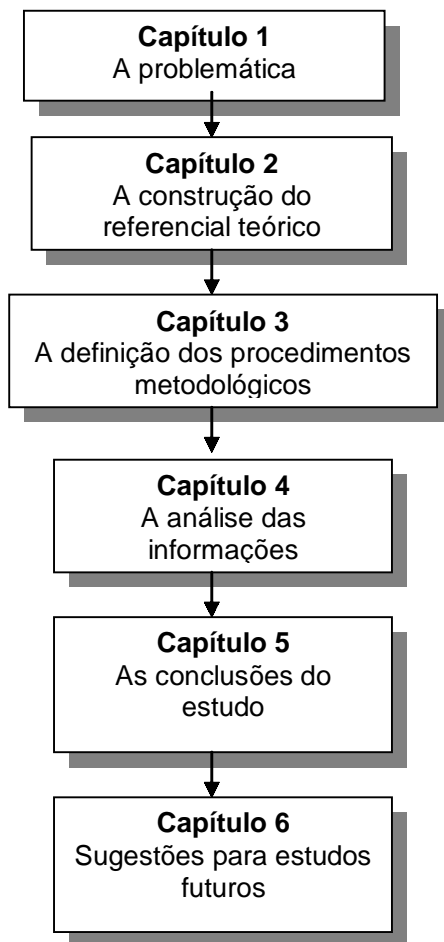 Capítulo 1
A problemática
Capítulo 2
A construção do
referencial teórico
Capítulo 3
A definição dos procedimentos
metodológicos
Capítulo 4
A análise das
informações
Capítulo 5
As conclusões do
estudo
Capítulo 6
Sugestões para estudos
futuros